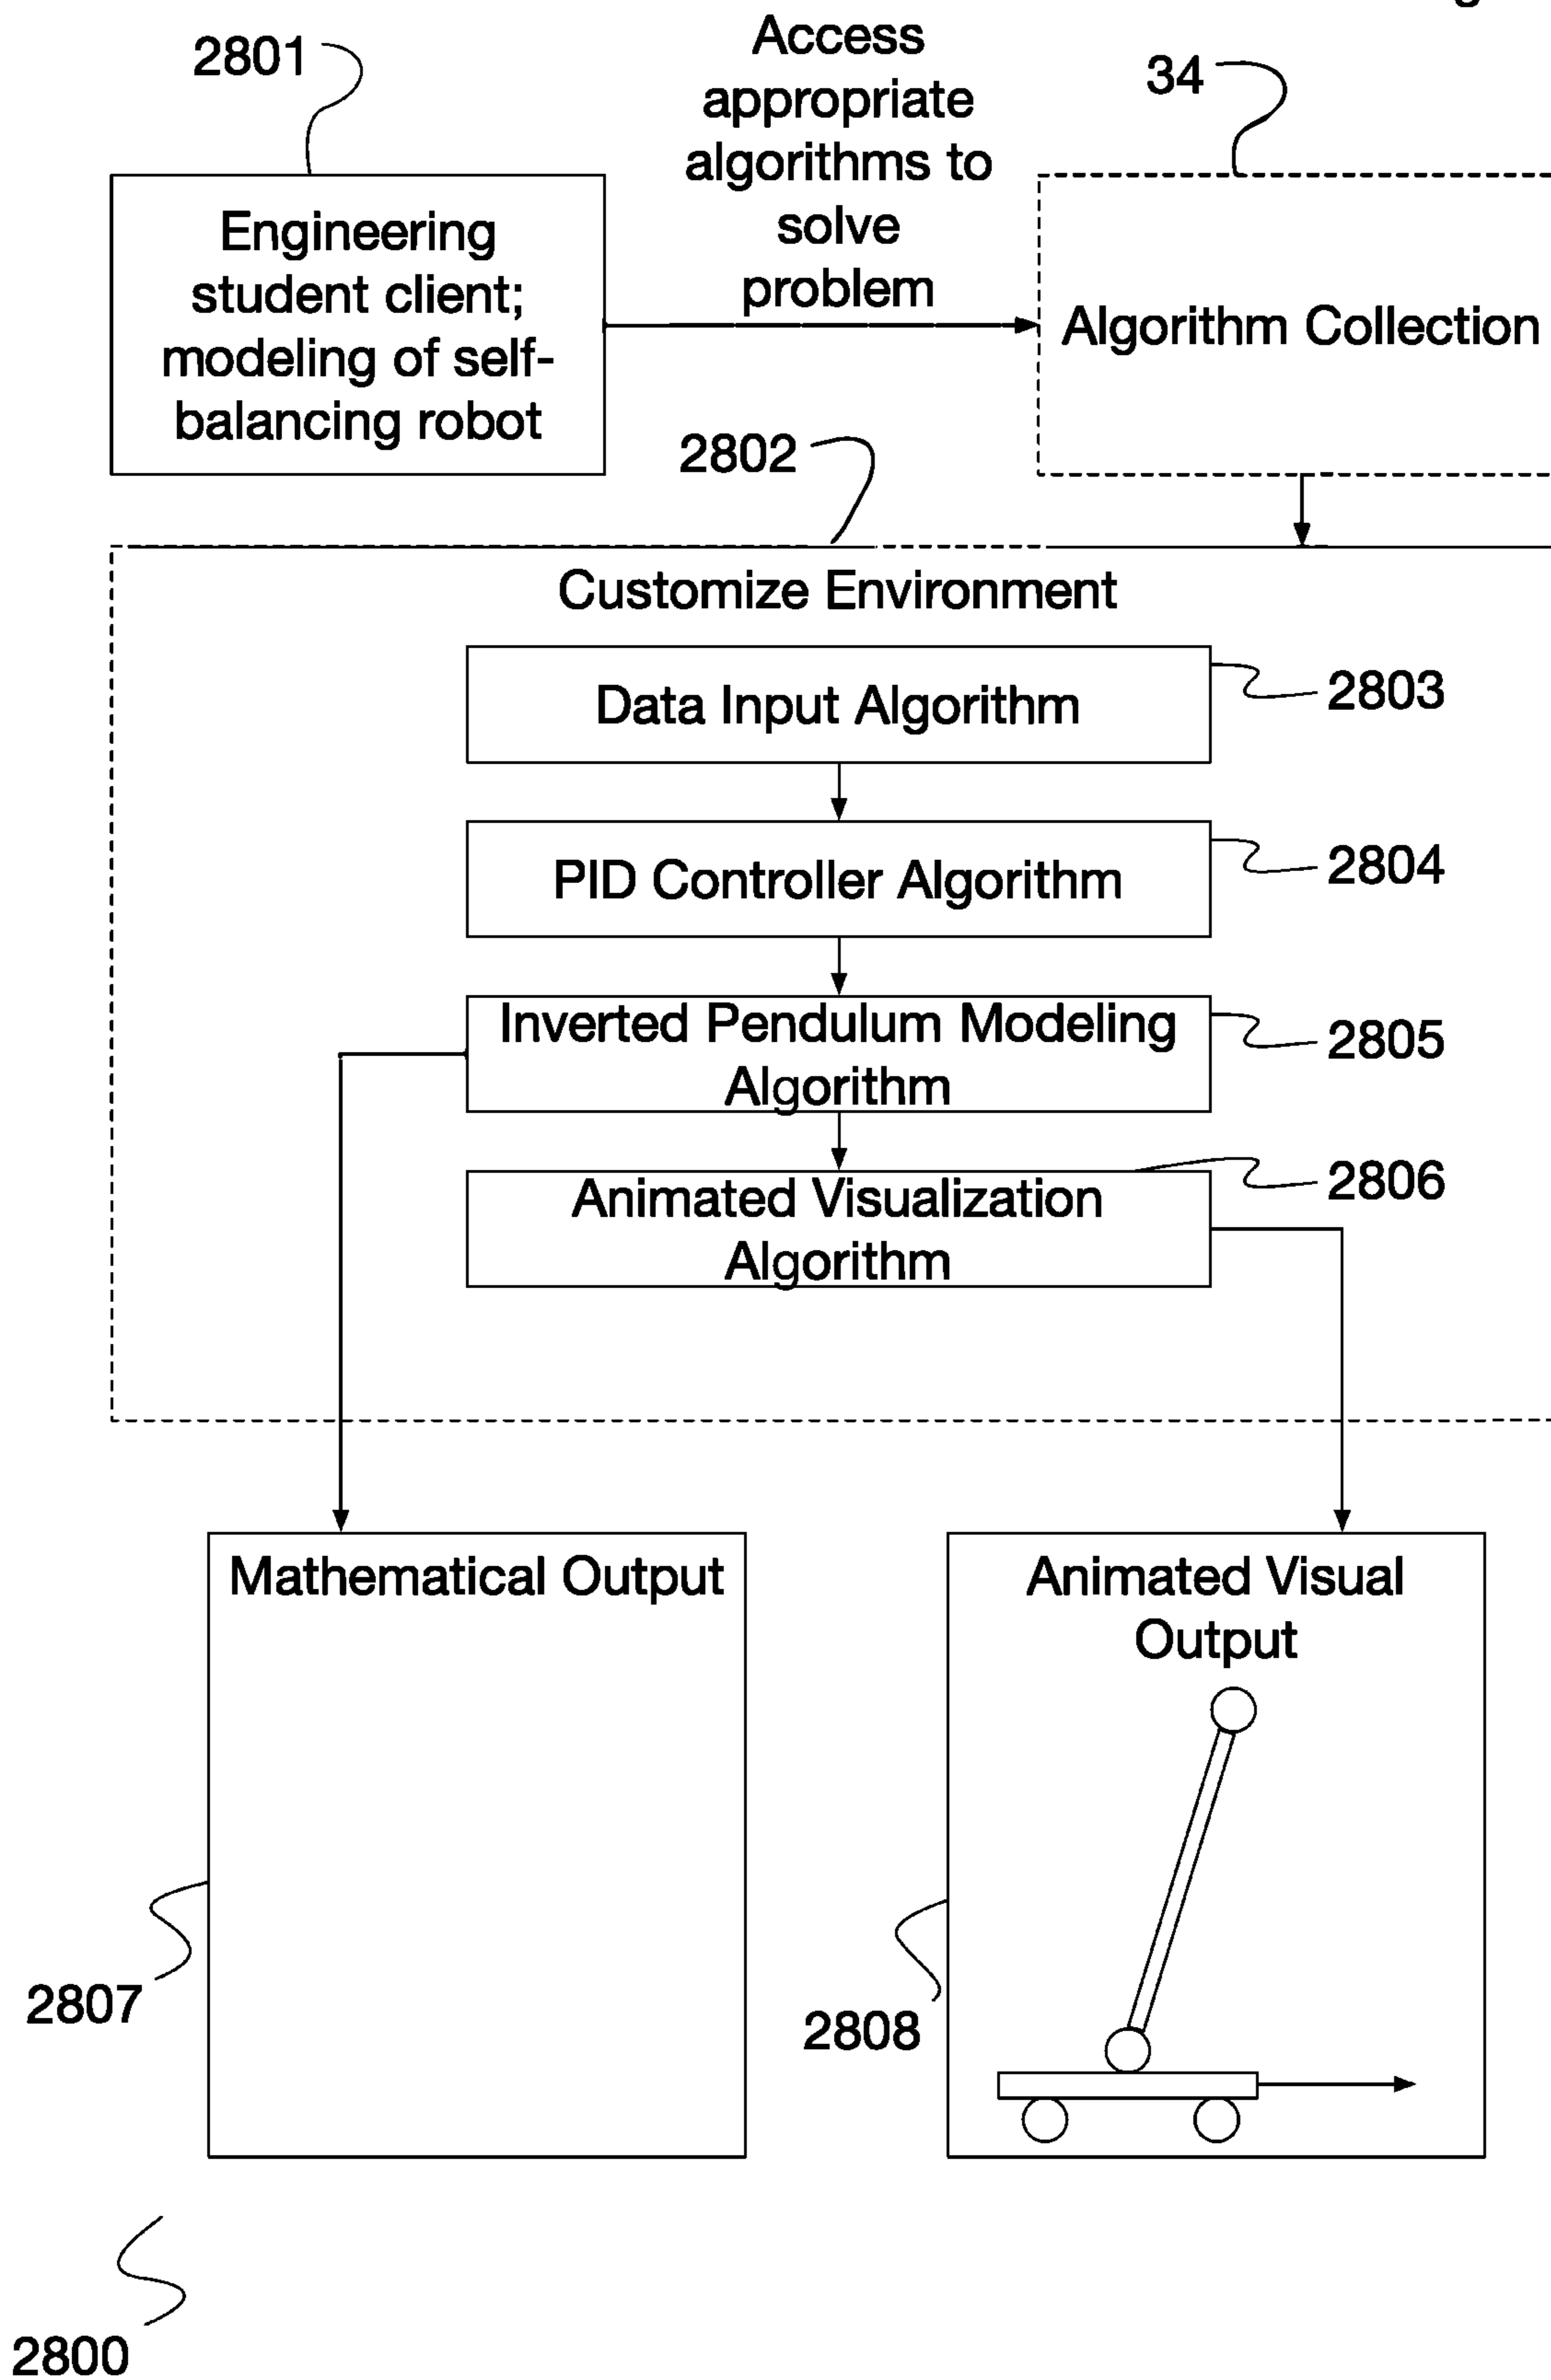 2801
Access
appropriate
algorithms to
solve
problem
34
Engineering
student client;
modeling of self-
balancing robot
Algorithm Collection
2802
Customize Environment
Data Input Algorithm
2803
PID Controller Algorithm
2804
Inverted Pendulum Modeling
Algorithm
2805
Animated Visualization
Algorithm
2806
Mathematical Output
Animated Visual
Output
2807
2808
2800